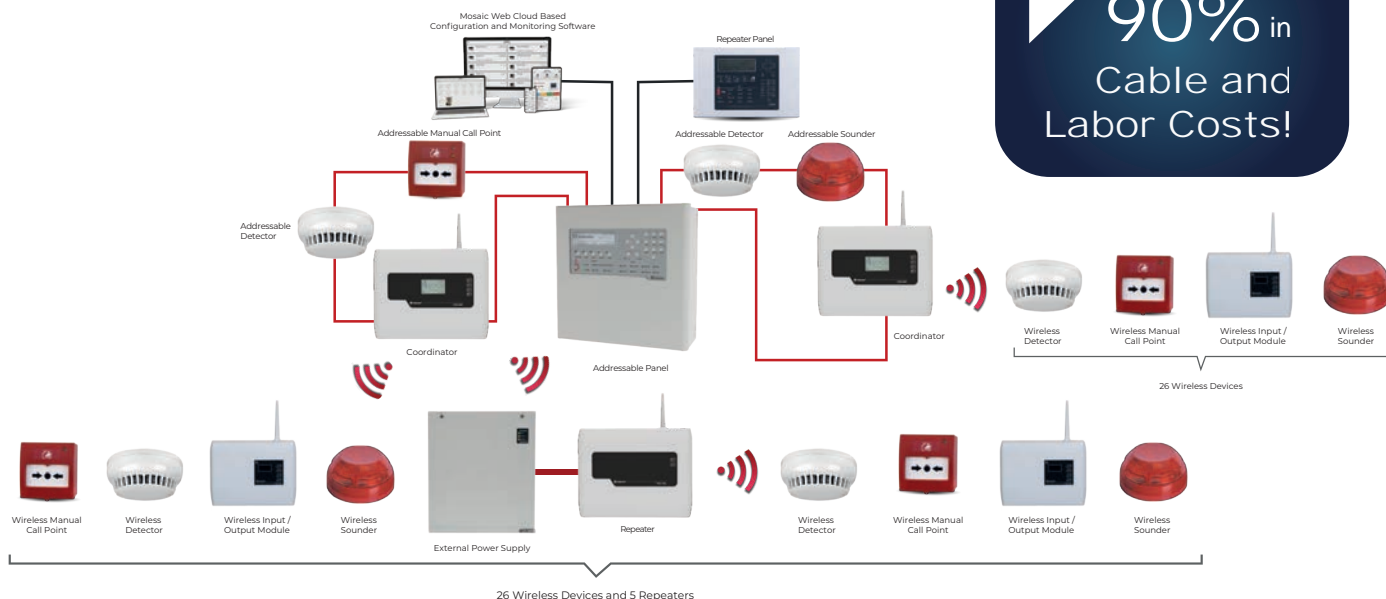 Mosaic Web Cloud Based
Configuration and Monitoring Software
Repeater Panel
90% in
Cable and
Labor Costs!
Addressable Manual Call Point
Addressable Detector
Addressable Sounder
Addressable
Detector
Coordinator
Addressable Panel
Coordinator
Wireless
Detector
Wireless Manual
Call Point
Wireless Input /
Output Module
Wireless
Sounder
26 Wireless Devices
Wireless Manual
Call Point
Wireless
Detector
Wireless Input /
Output Module
Wireless
Sounder
External Power Supply
Repeater
Wireless
Detector
Wireless Manual
Call Point
Wireless Input /
Output Module
Wireless
Sounder
26 Wireless Devices and 5 Repeaters